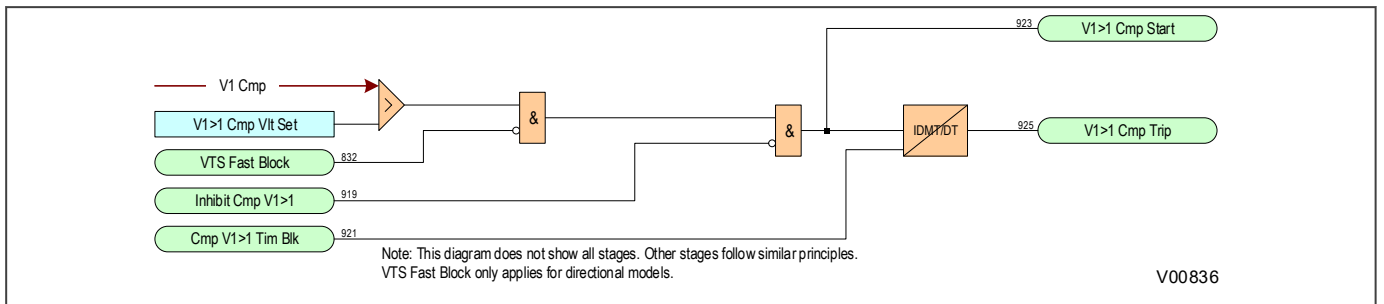 923
V1>1 Cmp Start
V1 Cmp
>
V1>1 Cmp Vlt Set
&
&
IDMT/DT
925
V1>1 Cmp Trip
VTS Fast Block
832
Inhibit Cmp V1>1
919
Cmp V1>1 Tim Blk
921
Note: This diagram does not show all stages. Other stages follow similar principles.
VTS Fast Block only applies for directional models.
V00836